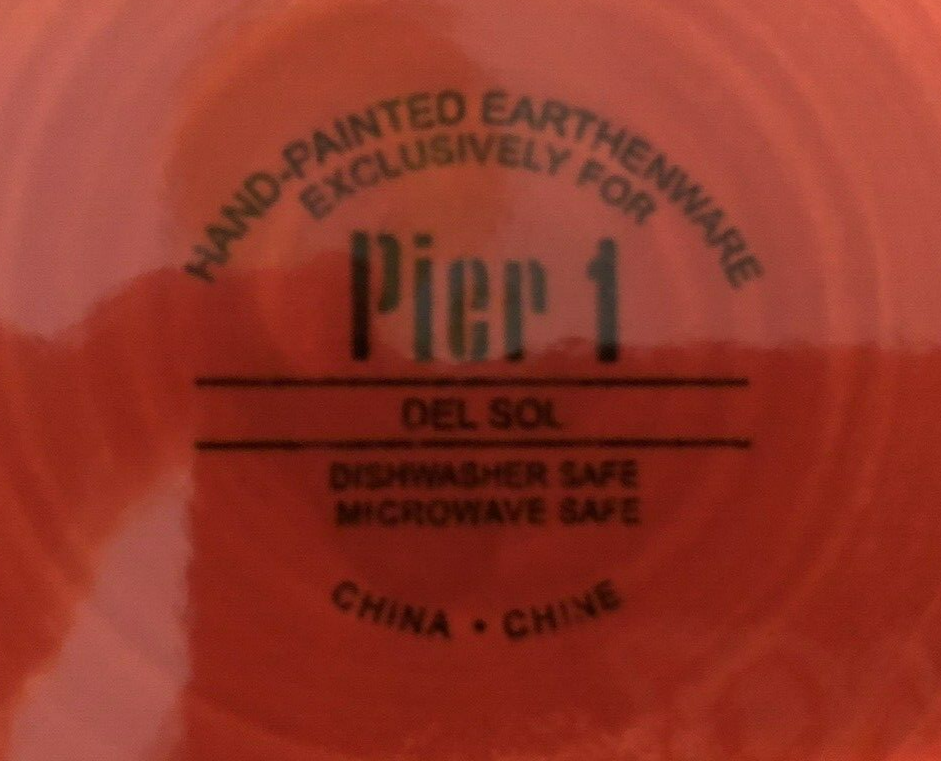 HAND-PAINTED EARTHENWARE
EXCLUSIVELY FOR
Pier 1
DEL SOL
DISHWASHER SAFE
MICROWAVE SAFE
CHINA • CHINE